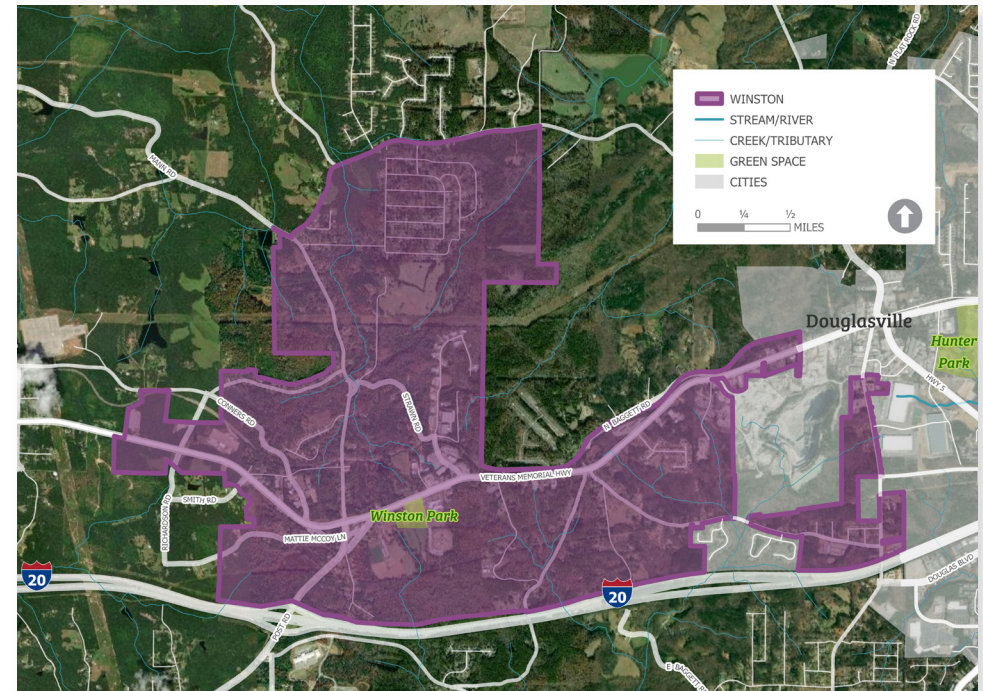 N FLAT ROCK RD
WINSTON
STREAM/RIVER
CREEK/TRIBUTARY
GREEN SPACE
CITIES
0 ¼ ½
MILES
MANN RD
Douglasville
Hunter
Park
HWY 5
CONNERS RD
STRAWN RD
N BAGGETT RD
VETERANS MEMORIAL HWY
SMITH RD
RICHARDSON RD
Winston Park
MATTIE MCCOY LN
20
20
DOUGLAS BLVD
POST RD
E BAGGETT RD